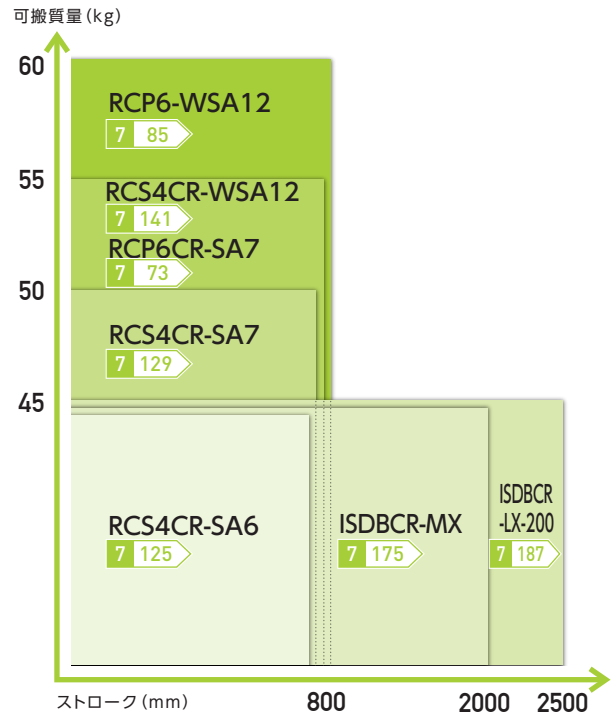 可搬質量(kg)
60
RCP6-WSA12
7 85
55
RCS4CR-WSA12
7 141
RCP6CR-SA7
7 73
50
RCS4CR-SA7
7 129
45
RCS4CR-SA6
7 125
ISDBCR-MX
7 175
ISDBCR
-LX-200
7 187
ストローク(mm)
800
2000
2500